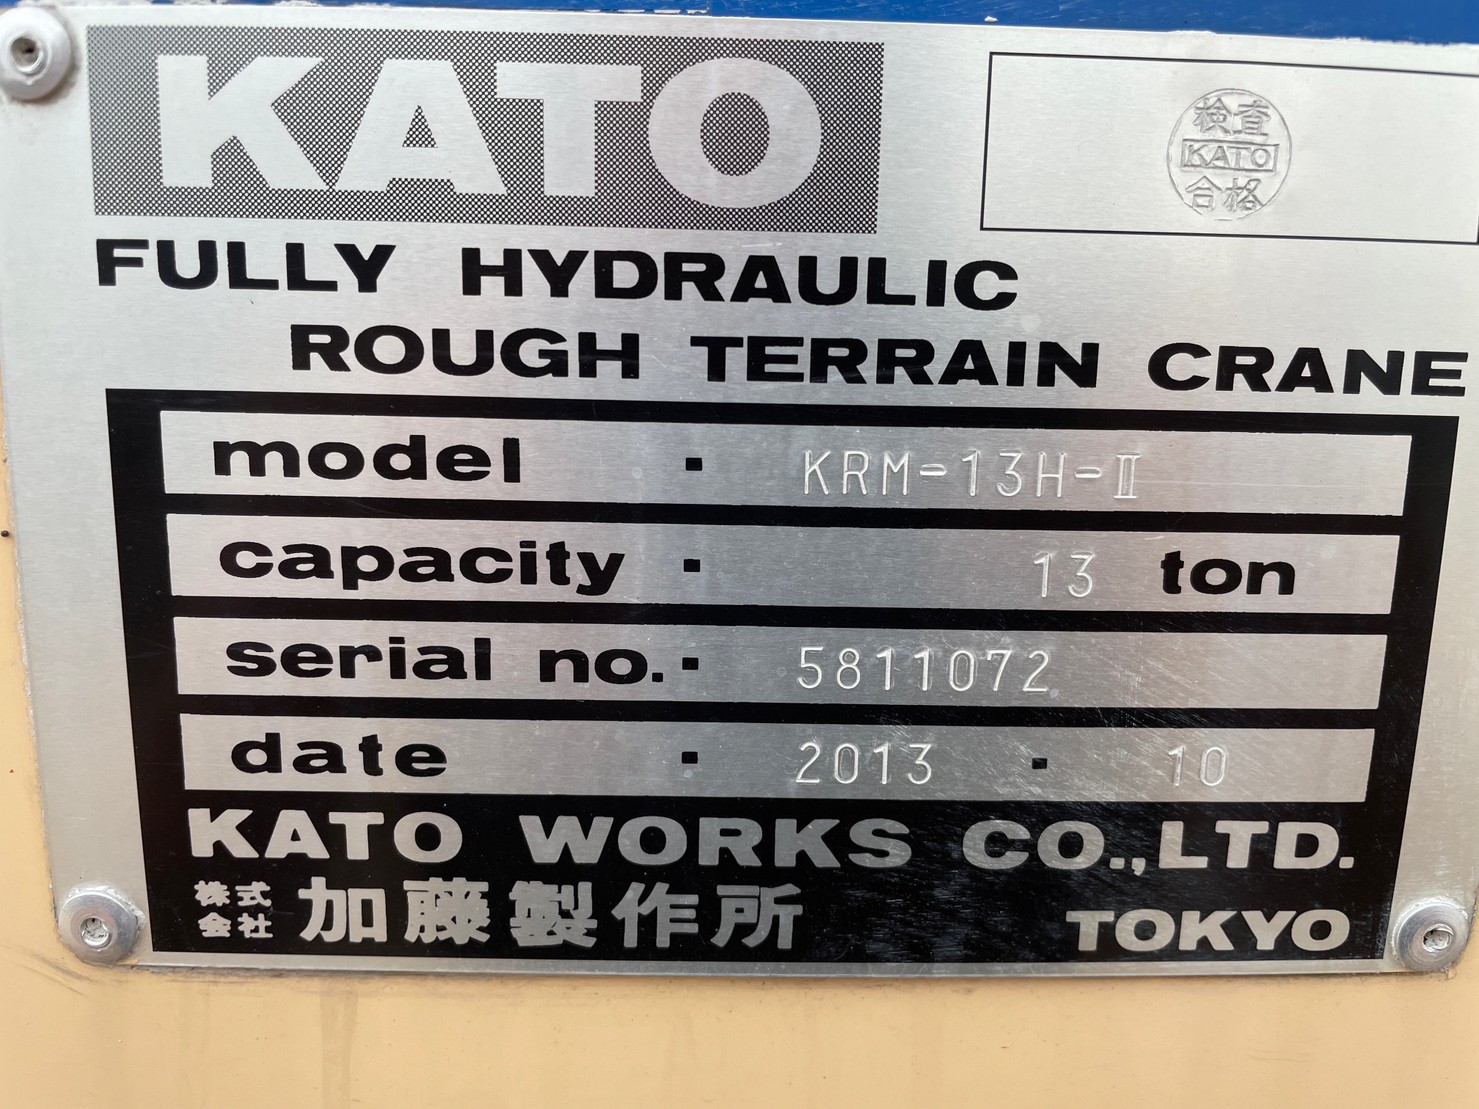 KATO
検査
KATO
合格
FULLY HYDRAULIC
ROUGH TERRAIN CRANE
model · KRM-13H-Ⅱ
capacity · 13 ton
serial no. · 5811072
date · 2013 · 10
KATO WORKS CO.,LTD.
株式会社 加藤製作所 TOKYO